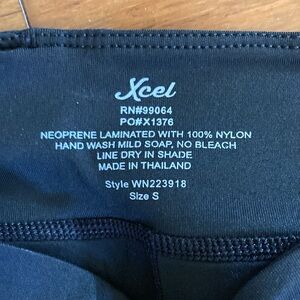 Xcel
RN#99064
PO#X1376
NEOPRENE LAMINATED WITH 100% NYLON
HAND WASH MILD SOAP, NO BLEACH
LINE DRY IN SHADE
MADE IN THAILAND
Style WN223918
Size S